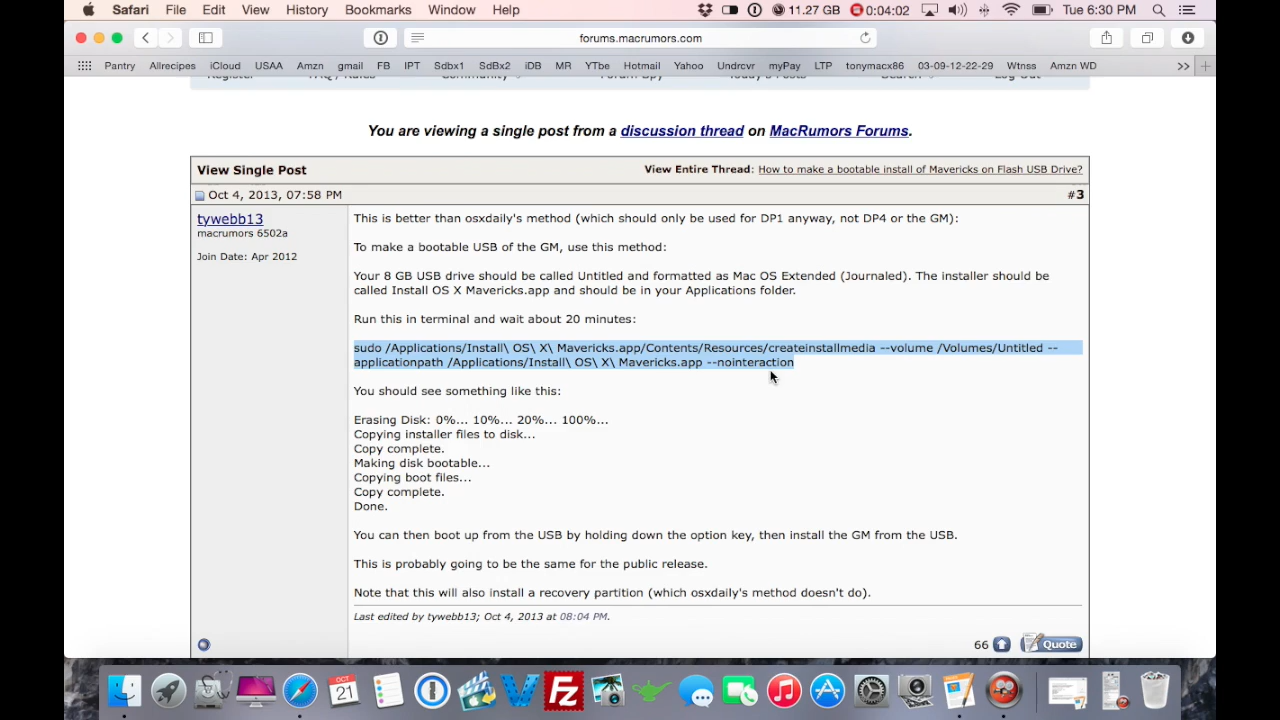 Safari File Edit View History Bookmarks Window Help 11.27 GB 0:04:02 Tue 6:30 PM
forums.macrumors.com
Pantry Allrecipes iCloud USAA Amzn gmail FB IPT Sdbx1 SdBx2 iDB MR YTbe Hotmail Yahoo Undrcvr myPay LTP tonymacx86 03-09-12-22-29 Wtnss Amzn WD
You are viewing a single post from a discussion thread on MacRumors Forums.
View Single Post View Entire Thread: How to make a bootable install of Mavericks on Flash USB Drive?
Oct 4, 2013, 07:58 PM #3
tywebb13
macrumors 6502a
Join Date: Apr 2012
This is better than osxdaily's method (which should only be used for DP1 anyway, not DP4 or the GM):
To make a bootable USB of the GM, use this method:
Your 8 GB USB drive should be called Untitled and formatted as Mac OS Extended (Journaled). The installer should be
called Install OS X Mavericks.app and should be in your Applications folder.
Run this in terminal and wait about 20 minutes:
sudo /Applications/Install\ OS\ X\ Mavericks.app/Contents/Resources/createinstallmedia --volume /Volumes/Untitled --
applicationpath /Applications/Install\ OS\ X\ Mavericks.app --nointeraction
You should see something like this:
Erasing Disk: 0%... 10%... 20%... 100%...
Copying installer files to disk...
Copy complete.
Making disk bootable...
Copying boot files...
Copy complete.
Done.
You can then boot up from the USB by holding down the option key, then install the GM from the USB.
This is probably going to be the same for the public release.
Note that this will also install a recovery partition (which osxdaily's method doesn't do).
Last edited by tywebb13; Oct 4, 2013 at 08:04 PM.
66 Quote
OCT
21